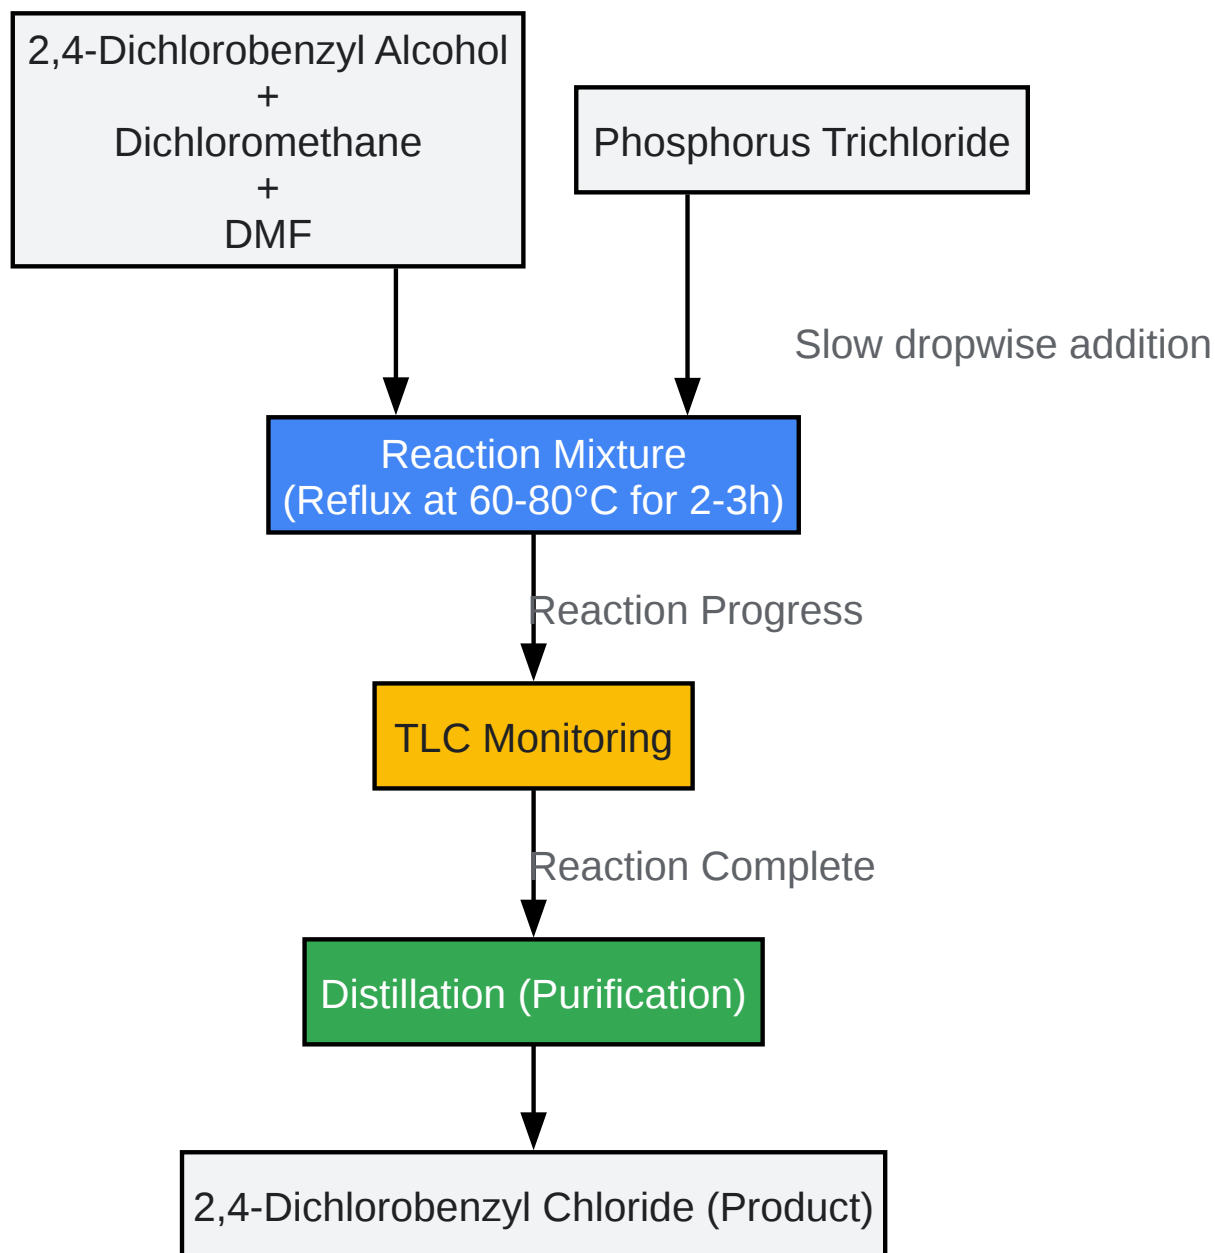 2,4-Dichlorobenzyl Alcohol
+
Dichloromethane
+
DMF
Phosphorus Trichloride
Slow dropwise addition
Reaction Mixture
(Reflux at 60-80°C for 2-3h)
Reaction Progress
TLC Monitoring
Reaction Complete
Distillation (Purification)
2,4-Dichlorobenzyl Chloride (Product)